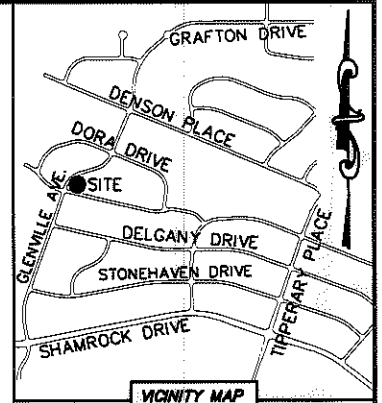 GRAFTON DRIVE
DENSON PLACE
DORA DRIVE
GLENVILLE AVE.
SITE
DELGANY DRIVE
TIPPERARY PLACE
STONEHAVEN DRIVE
SHAMROCK DRIVE
VICINITY MAP